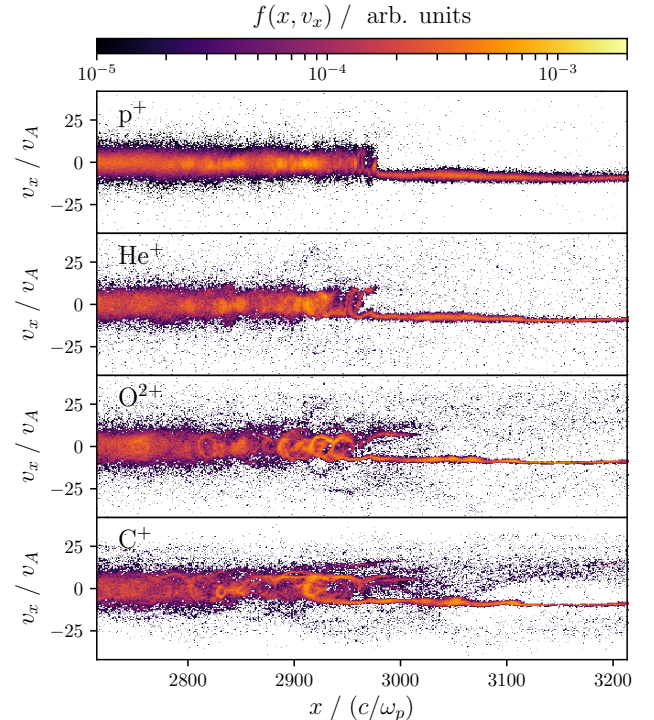 f(x, v_x) / arb. units
10^{-5} 10^{-4} 10^{-3}
p^+
v_x / v_A
25
0
−25
He^+
v_x / v_A
25
0
−25
O^{2+}
v_x / v_A
25
0
−25
C^+
v_x / v_A
25
0
−25
2800 2900 3000 3100 3200
x / (c/ω_p)